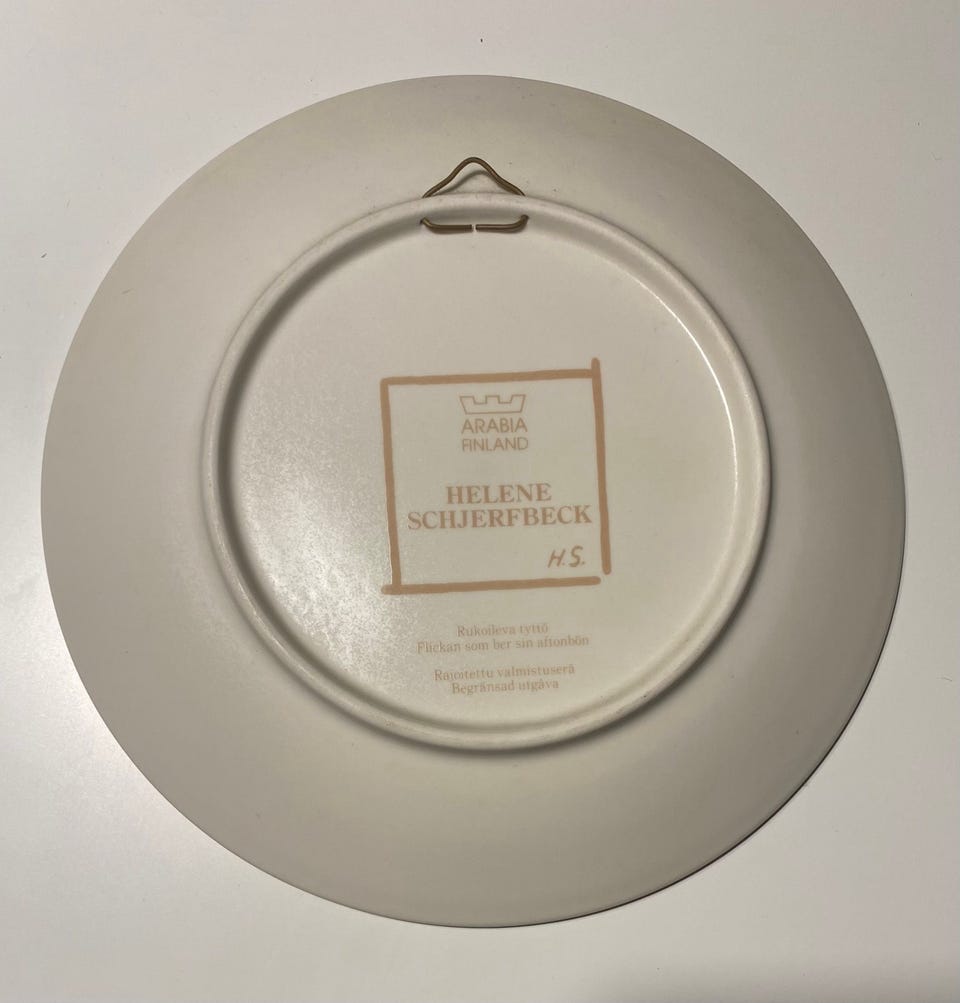 ARABIA
FINLAND
HELENE
SCHJERFBECK
H.S.
Rukoileva tyttö
Flickan som ber sin aftonbön
Rajoitettu valmistuserä
Begränsad utgåva